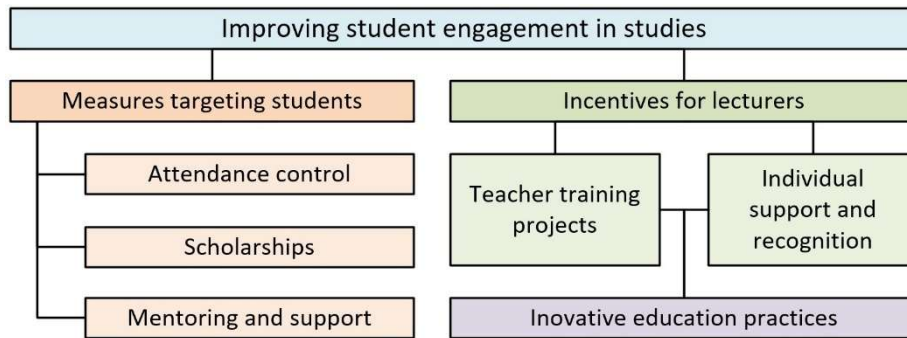 Improving student engagement in studies
Measures targeting students
Attendance control
Scholarships
Mentoring and support
Incentives for lecturers
Teacher training
projects
Individual
support and
recognition
Inovative education practices